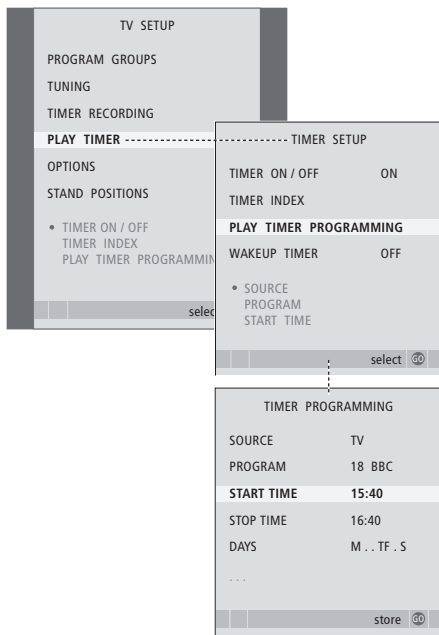 TV SETUP
PROGRAM GROUPS
TUNING
TIMER RECORDING
PLAY TIMER
OPTIONS
STAND POSITIONS
• TIMER ON / OFF
TIMER INDEX
PLAY TIMER PROGRAMMIN
selec
TIMER SETUP
TIMER ON / OFF ON
TIMER INDEX
PLAY TIMER PROGRAMMING
WAKEUP TIMER OFF
• SOURCE
PROGRAM
START TIME
select GO
TIMER PROGRAMMING
SOURCE TV
PROGRAM 18 BBC
START TIME 15:40
STOP TIME 16:40
DAYS M . . TF . S
. . .
store GO